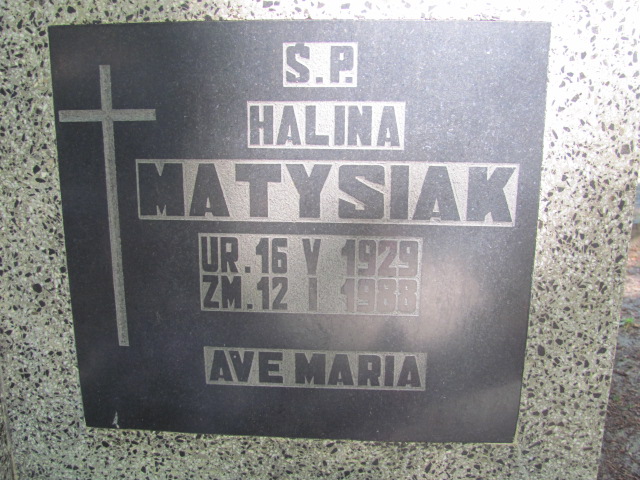 Ś.P.
HALINA
MATYSIAK
UR. 16 V 1929
ZM. 12 I 1988
AVE MARIA